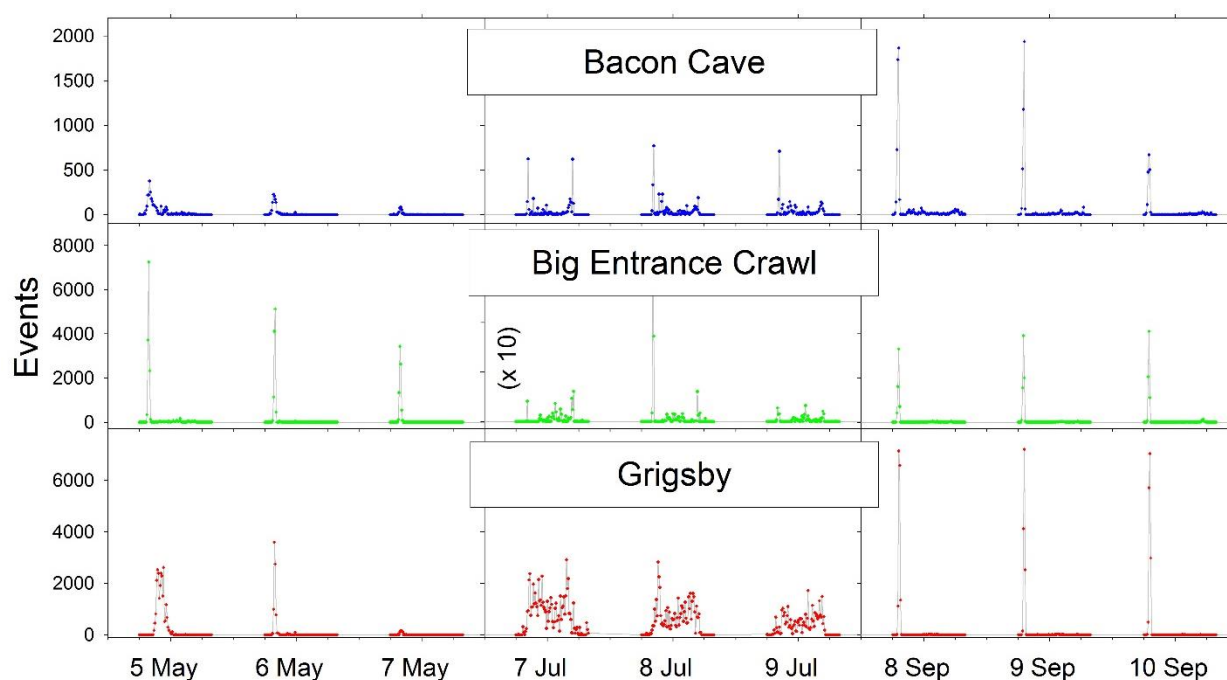 2000
Bacon Cave
1500
1000
500
0
8000
Big Entrance Crawl
6000
4000
(x 10)
2000
0
Events
Grigsby
6000
4000
2000
0
5 May 6 May 7 May 7 Jul 8 Jul 9 Jul 8 Sep 9 Sep 10 Sep